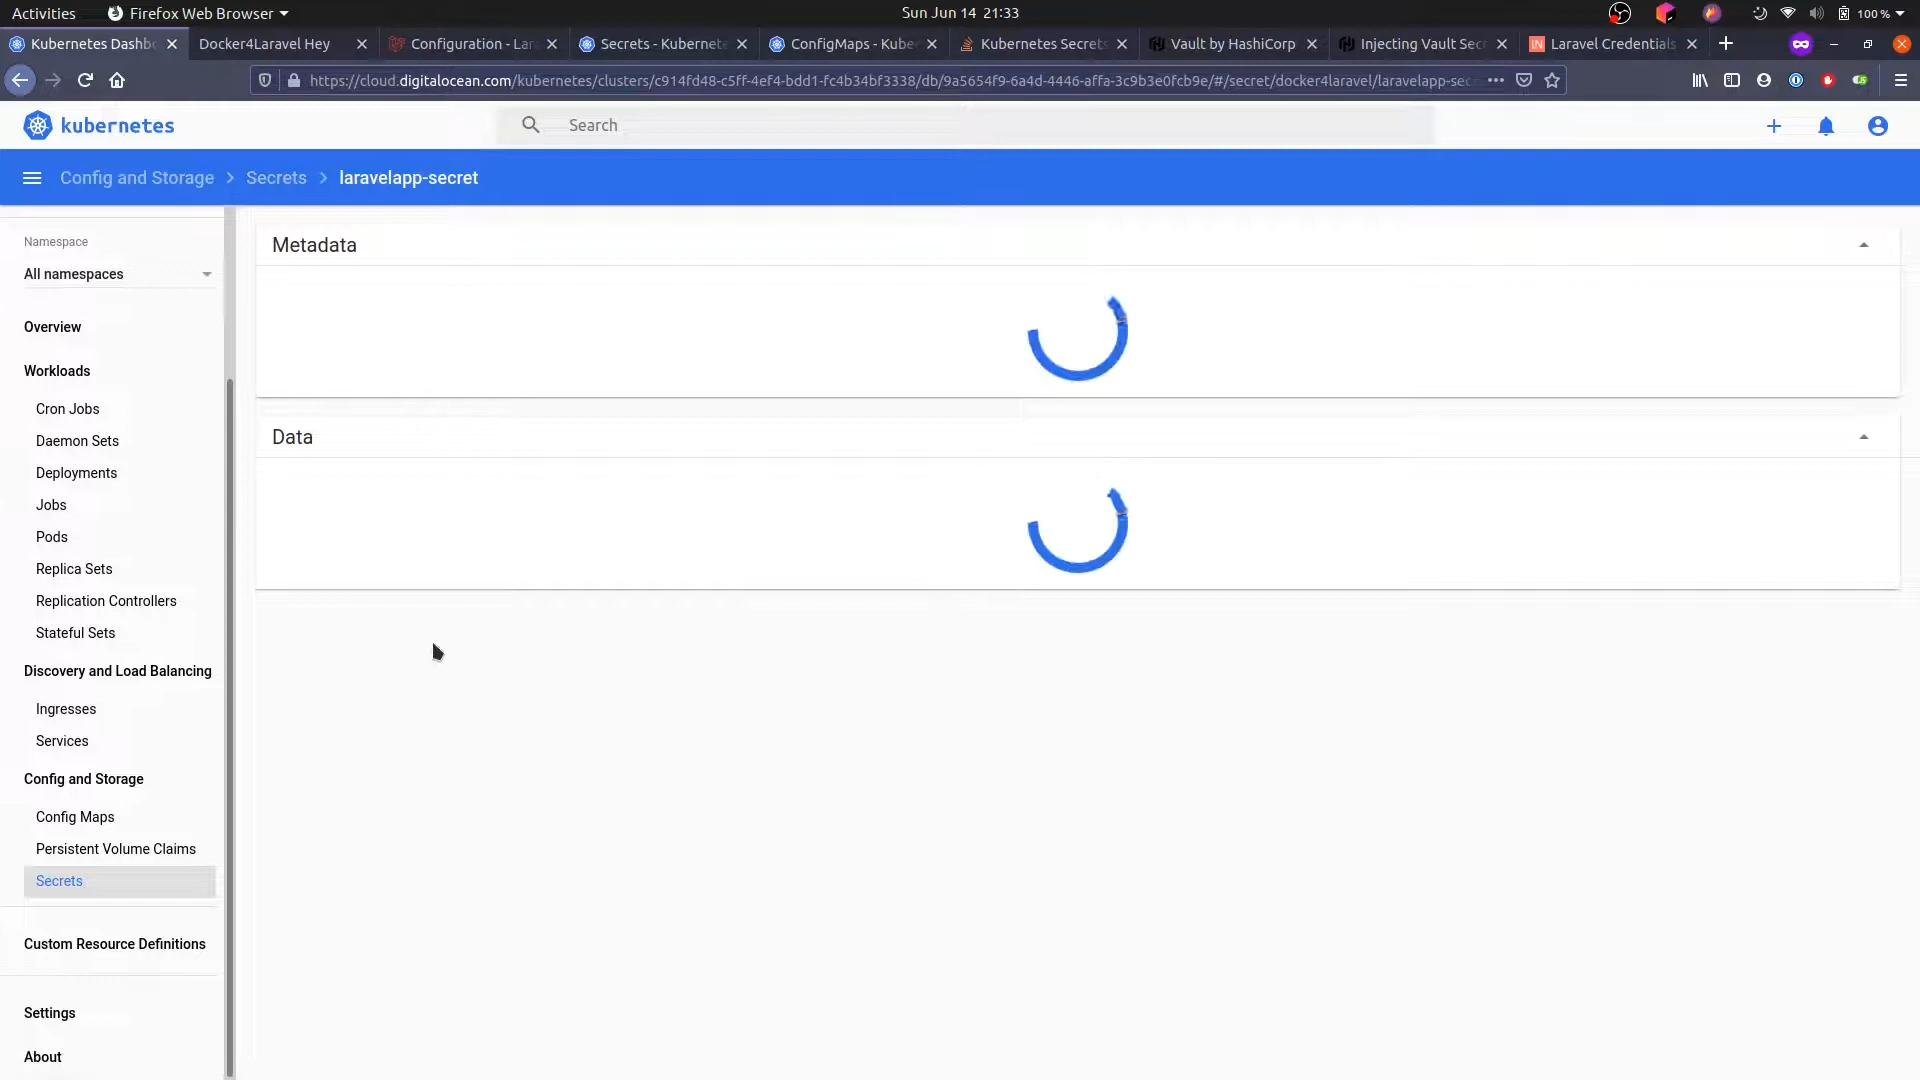 Activities
Firefox Web Browser
Sun Jun 14 21:33
100 %
Kubernetes Dashb
Docker4Laravel Hey
Configuration - Lar
Secrets - Kubernete
ConfigMaps - Kube
Kubernetes Secrets
Vault by HashiCorp
Injecting Vault Secr
Laravel Credentials
https://cloud.digitalocean.com/kubernetes/clusters/c914fd48-c5ff-4ef4-bdd1-fc4b34bf3338/db/9a5654f9-6a4d-4446-affa-3c9b3e0fcb9e/#/secret/docker4laravel/laravelapp-sec
kubernetes
Search
Config and Storage > Secrets > laravelapp-secret
Namespace
All namespaces
Overview
Workloads
Cron Jobs
Daemon Sets
Deployments
Jobs
Pods
Replica Sets
Replication Controllers
Stateful Sets
Discovery and Load Balancing
Ingresses
Services
Config and Storage
Config Maps
Persistent Volume Claims
Secrets
Custom Resource Definitions
Settings
About
Metadata
Data